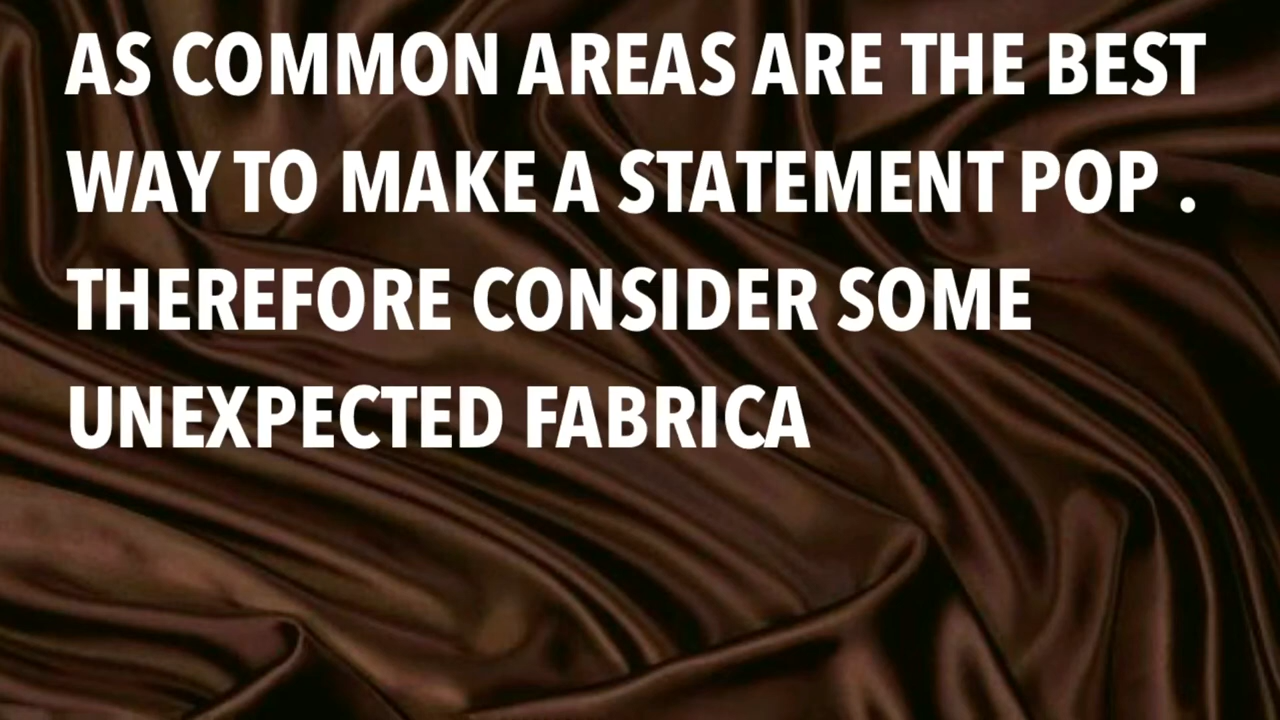 AS COMMON AREAS ARE THE BEST
WAY TO MAKE A STATEMENT POP .
THEREFORE CONSIDER SOME
UNEXPECTED FABRICA